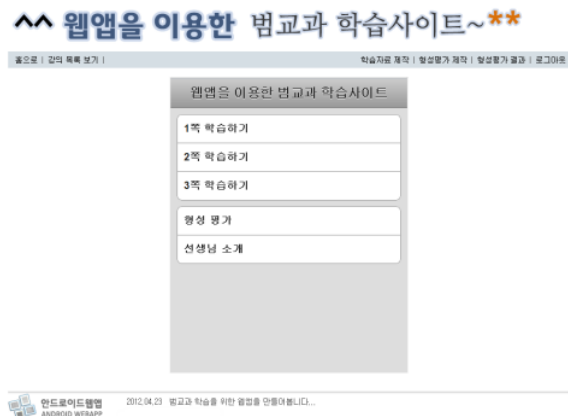 ^^ 웹앱을 이용한 범교과 학습사이트~**
홈으로 | 강의 목록 보기 |
학습자료 제작 | 형성평가 제작 | 형성평가 결과 | 로그아웃
웹앱을 이용한 범교과 학습사이트
1쪽 학습하기
2쪽 학습하기
3쪽 학습하기
형성 평가
선생님 소개
안드로이드웹앱
ANDROID WEBAPP
2012.04.23 범교과 학습을 위한 웹앱을 만들어봅니다...